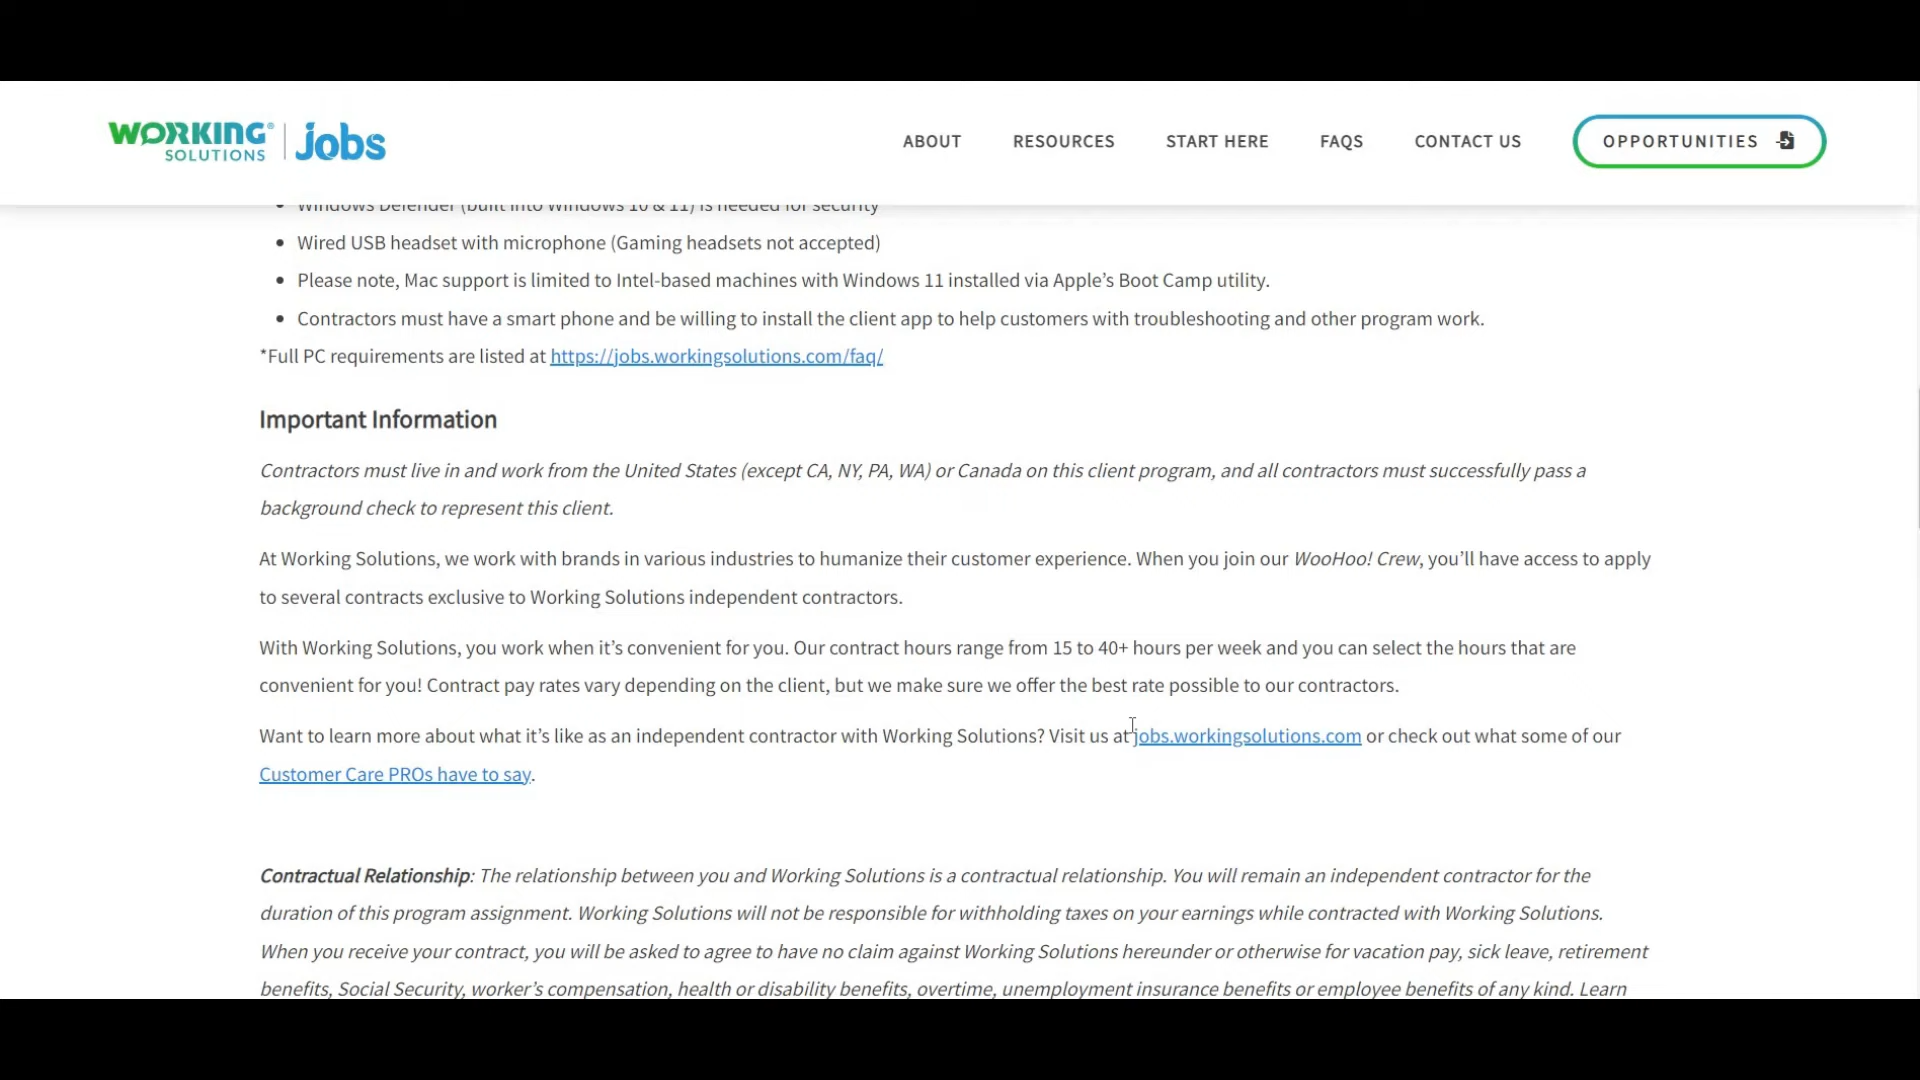 WORKING® SOLUTIONS | jobs
ABOUT RESOURCES START HERE FAQS CONTACT US OPPORTUNITIES
• Windows Defender (built into Windows 10 & 11) is needed for security
• Wired USB headset with microphone (Gaming headsets not accepted)
• Please note, Mac support is limited to Intel-based machines with Windows 11 installed via Apple’s Boot Camp utility.
• Contractors must have a smart phone and be willing to install the client app to help customers with troubleshooting and other program work.
*Full PC requirements are listed at https://jobs.workingsolutions.com/faq/
Important Information
Contractors must live in and work from the United States (except CA, NY, PA, WA) or Canada on this client program, and all contractors must successfully pass a
background check to represent this client.
At Working Solutions, we work with brands in various industries to humanize their customer experience. When you join our WooHoo! Crew, you’ll have access to apply
to several contracts exclusive to Working Solutions independent contractors.
With Working Solutions, you work when it’s convenient for you. Our contract hours range from 15 to 40+ hours per week and you can select the hours that are
convenient for you! Contract pay rates vary depending on the client, but we make sure we offer the best rate possible to our contractors.
Want to learn more about what it’s like as an independent contractor with Working Solutions? Visit us at jobs.workingsolutions.com or check out what some of our
Customer Care PROs have to say.
Contractual Relationship: The relationship between you and Working Solutions is a contractual relationship. You will remain an independent contractor for the
duration of this program assignment. Working Solutions will not be responsible for withholding taxes on your earnings while contracted with Working Solutions.
When you receive your contract, you will be asked to agree to have no claim against Working Solutions hereunder or otherwise for vacation pay, sick leave, retirement
benefits, Social Security, worker’s compensation, health or disability benefits, overtime, unemployment insurance benefits or employee benefits of any kind. Learn